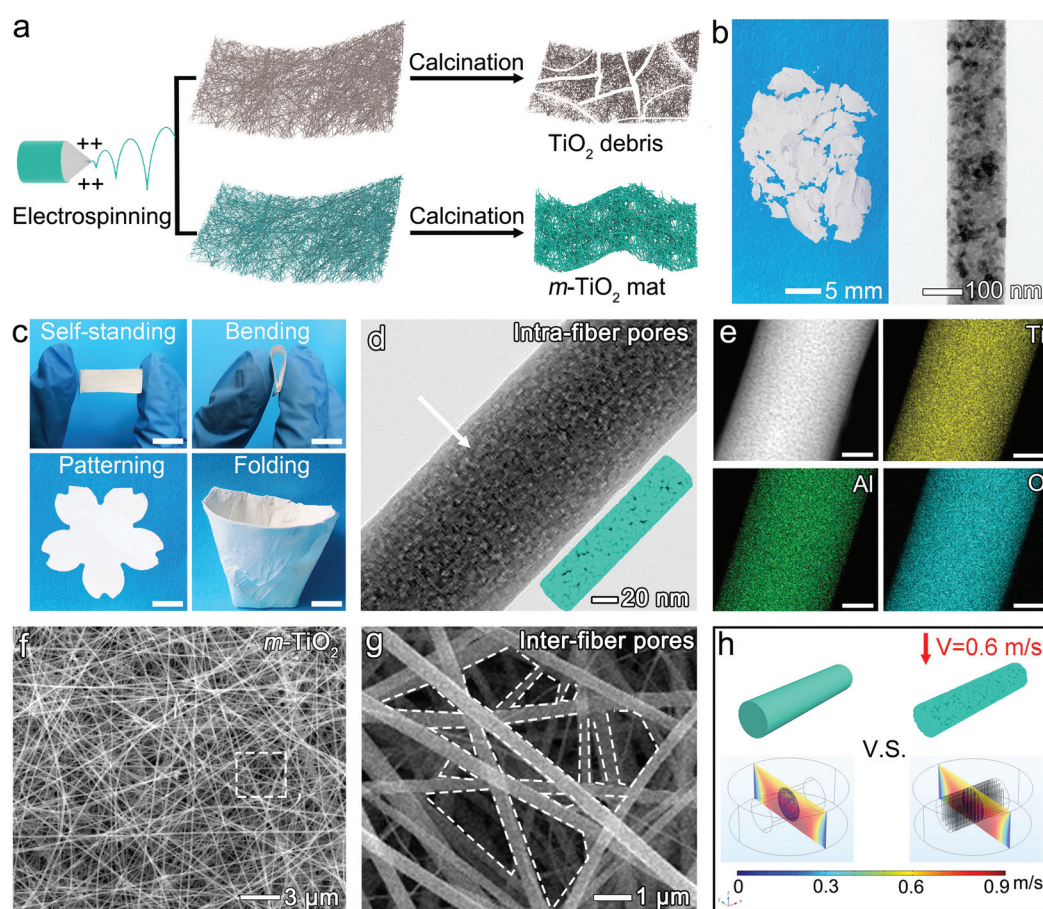 a
Calcination
TiO₂ debris
++
++
Electrospinning
Calcination
m-TiO₂ mat
b
5 mm
100 nm
c
Self-standing
Bending
Patterning
Folding
d
Intra-fiber pores
20 nm
e
Ti
Al
O
f
m-TiO₂
3 μm
g
Inter-fiber pores
1 μm
h
V=0.6 m/s
V.S.
0 0.3 0.6 0.9 m/s